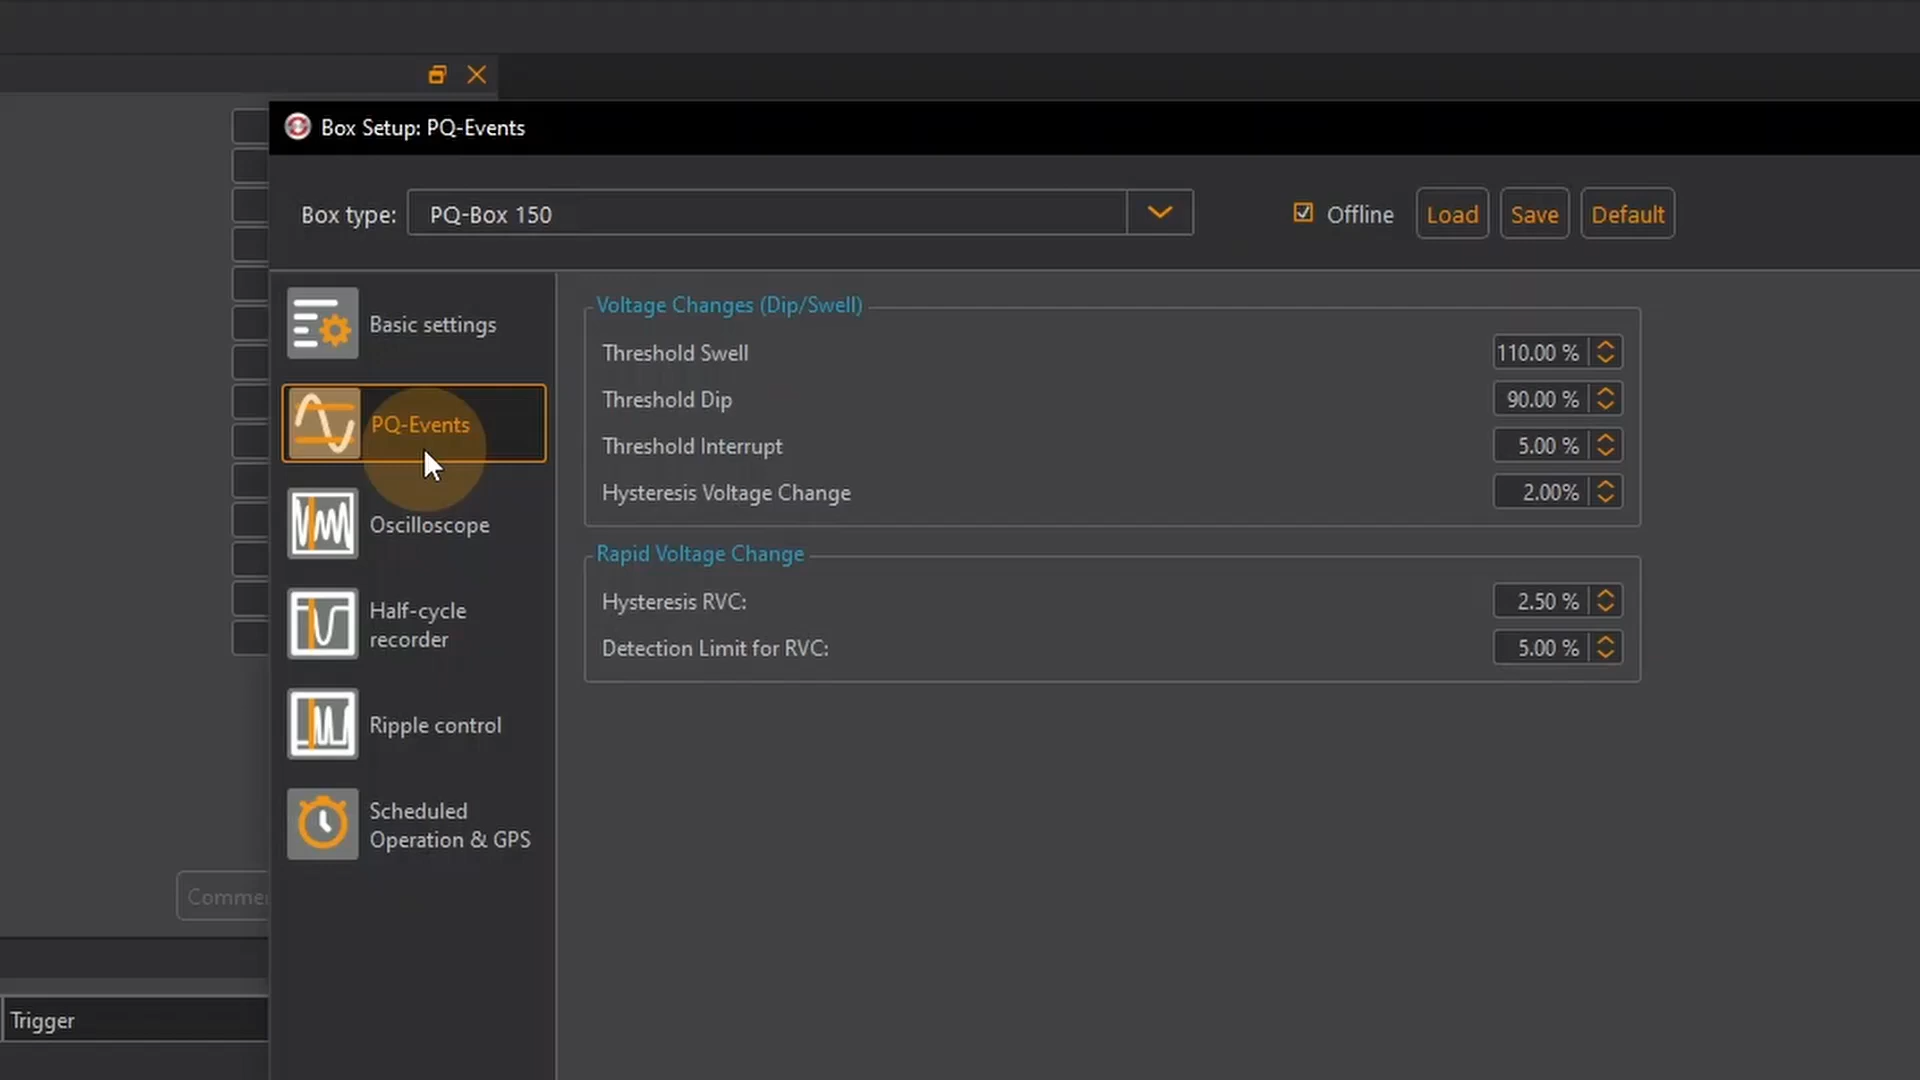 Box Setup: PQ-Events
Box type: PQ-Box 150
Offline Load Save Default
Basic settings
PQ-Events
Oscilloscope
Half-cycle
recorder
Ripple control
Scheduled
Operation & GPS
Voltage Changes (Dip/Swell)
Threshold Swell 110.00 %
Threshold Dip 90.00 %
Threshold Interrupt 5.00 %
Hysteresis Voltage Change 2.00%
Rapid Voltage Change
Hysteresis RVC: 2.50 %
Detection Limit for RVC: 5.00 %
Trigger